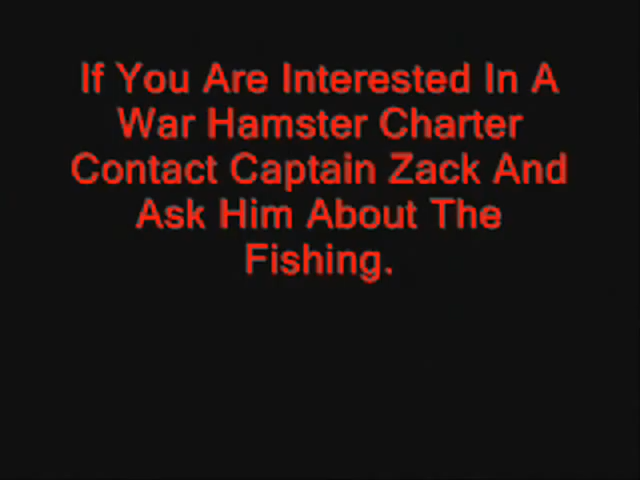 If You Are Interested In A
War Hamster Charter
Contact Captain Zack And
Ask Him About The
Fishing.